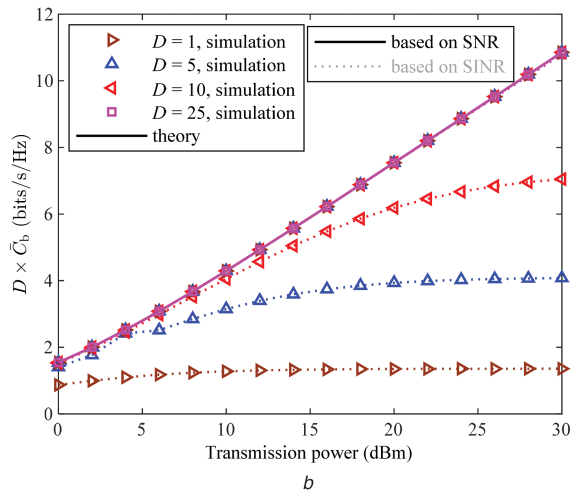 12
10
8
6
4
2
0
D × C̄b (bits/s/Hz)
D = 1, simulation
D = 5, simulation
D = 10, simulation
D = 25, simulation
theory
based on SNR
based on SINR
0 5 10 15 20 25 30
Transmission power (dBm)
b